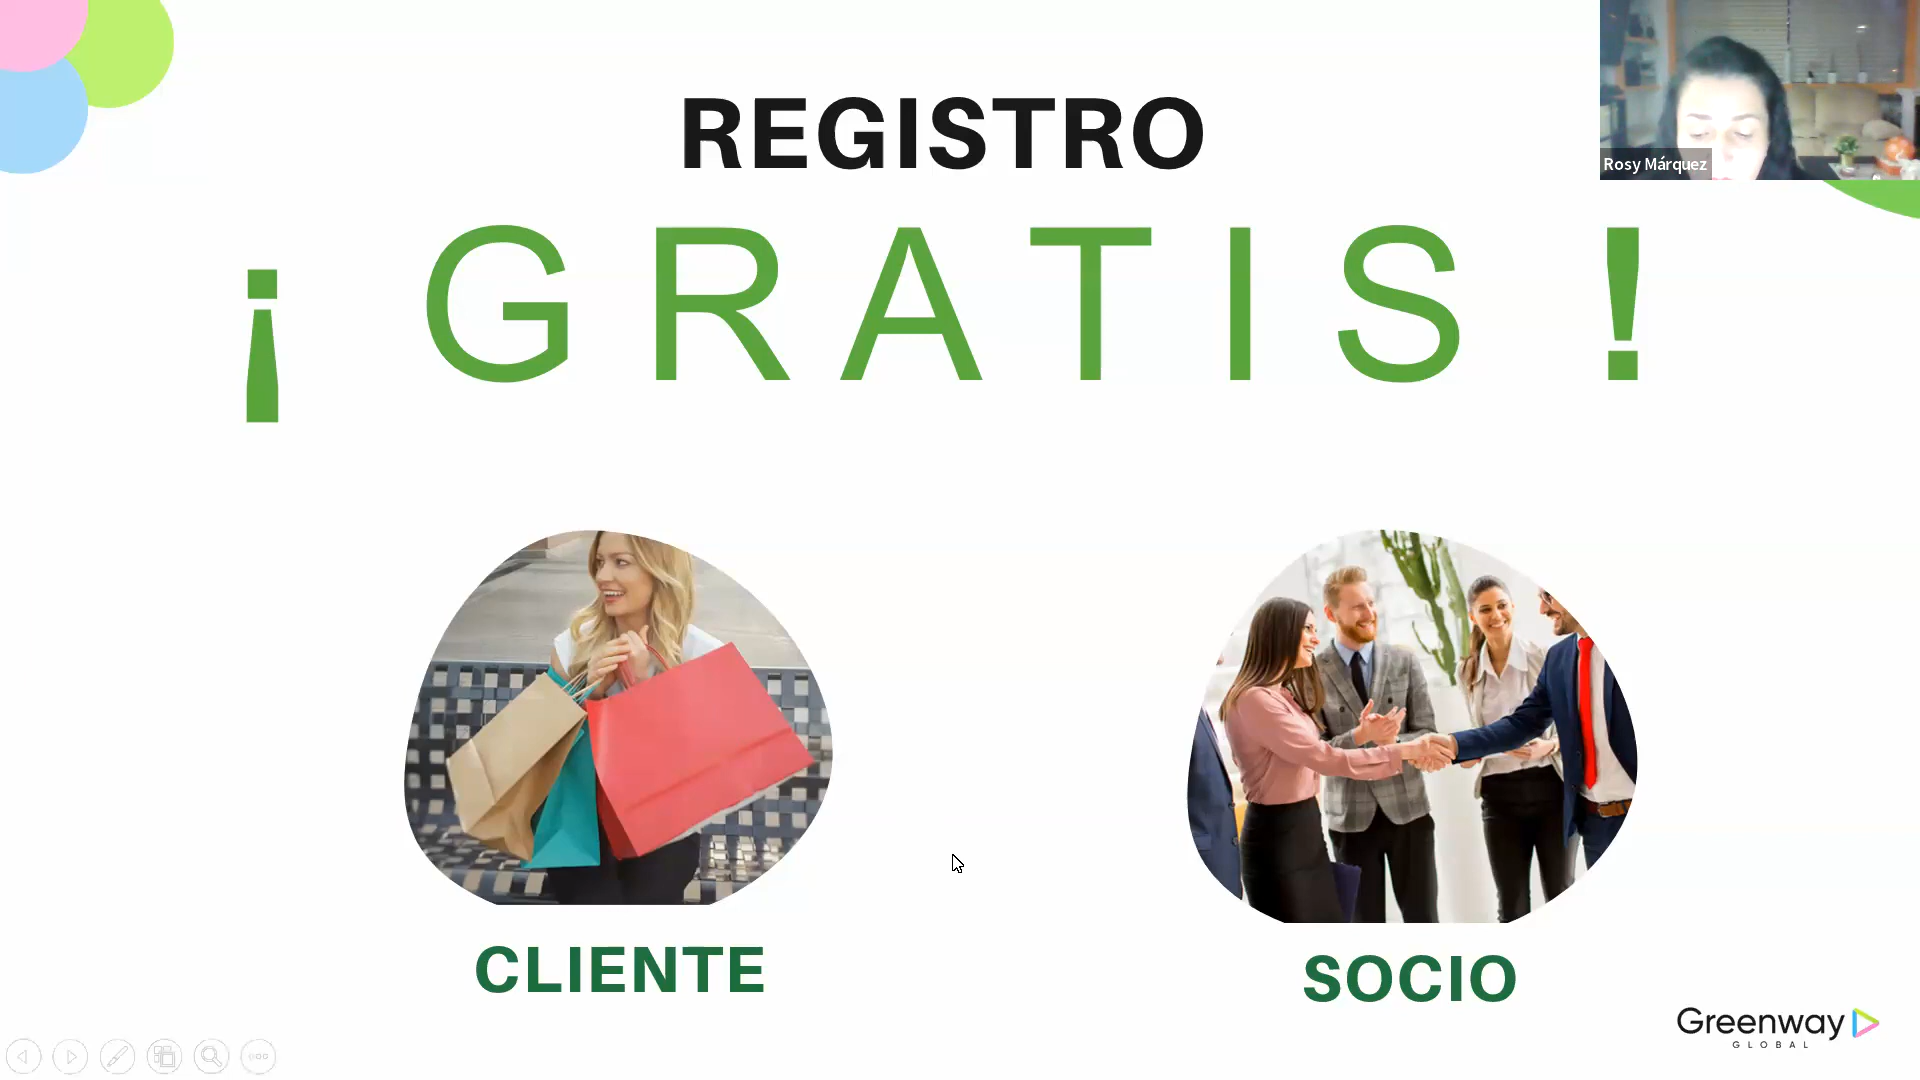 REGISTRO
¡ GRATIS !
Rosy Márquez
CLIENTE
SOCIO
Greenway
GLOBAL